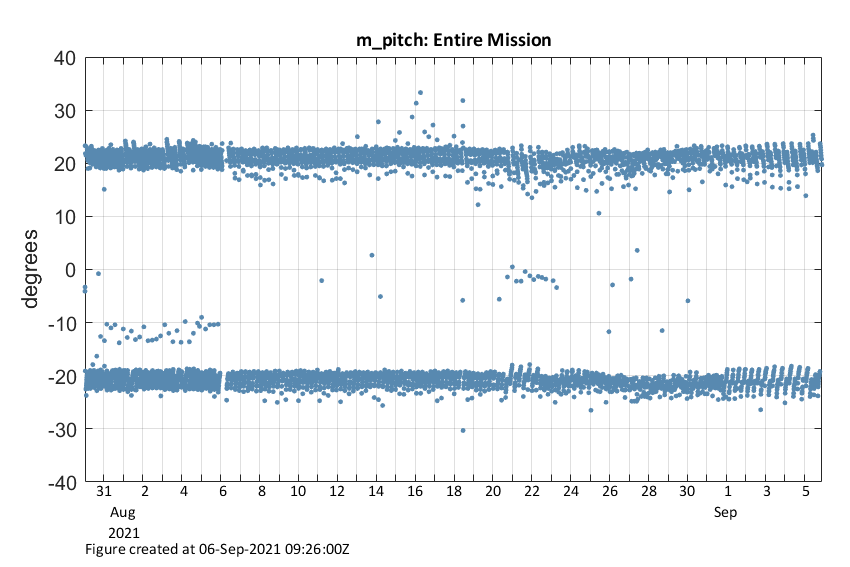 m_pitch: Entire Mission
40
30
20
10
0
-10
-20
-30
-40
degrees
31 2 4 6 8 10 12 14 16 18 20 22 24 26 28 30 1 3 5
Aug Sep
2021
Figure created at 06-Sep-2021 09:26:00Z